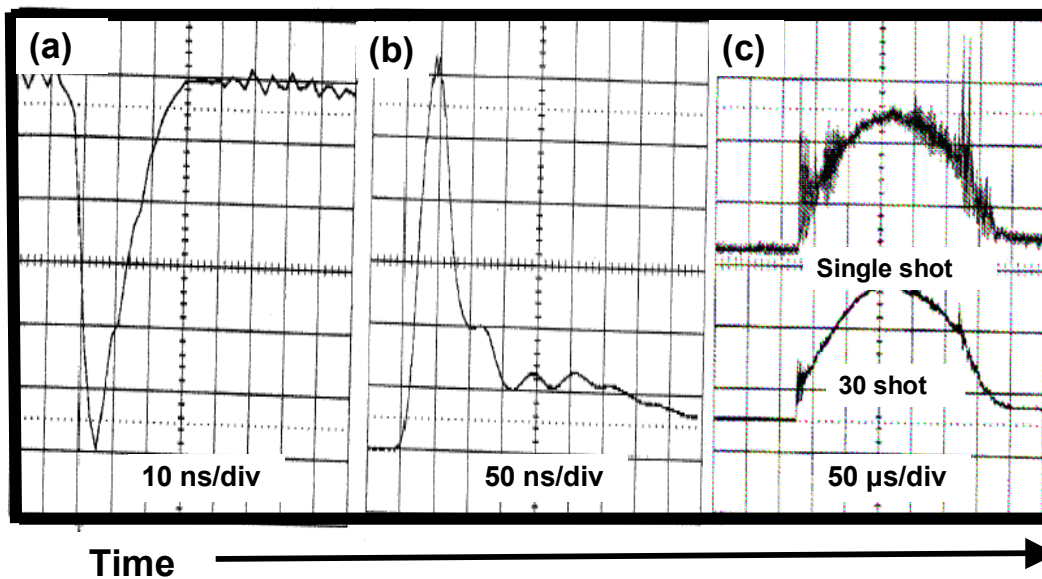 (a)
(b)
(c)
Single shot
30 shot
10 ns/div
50 ns/div
50 µs/div
Time